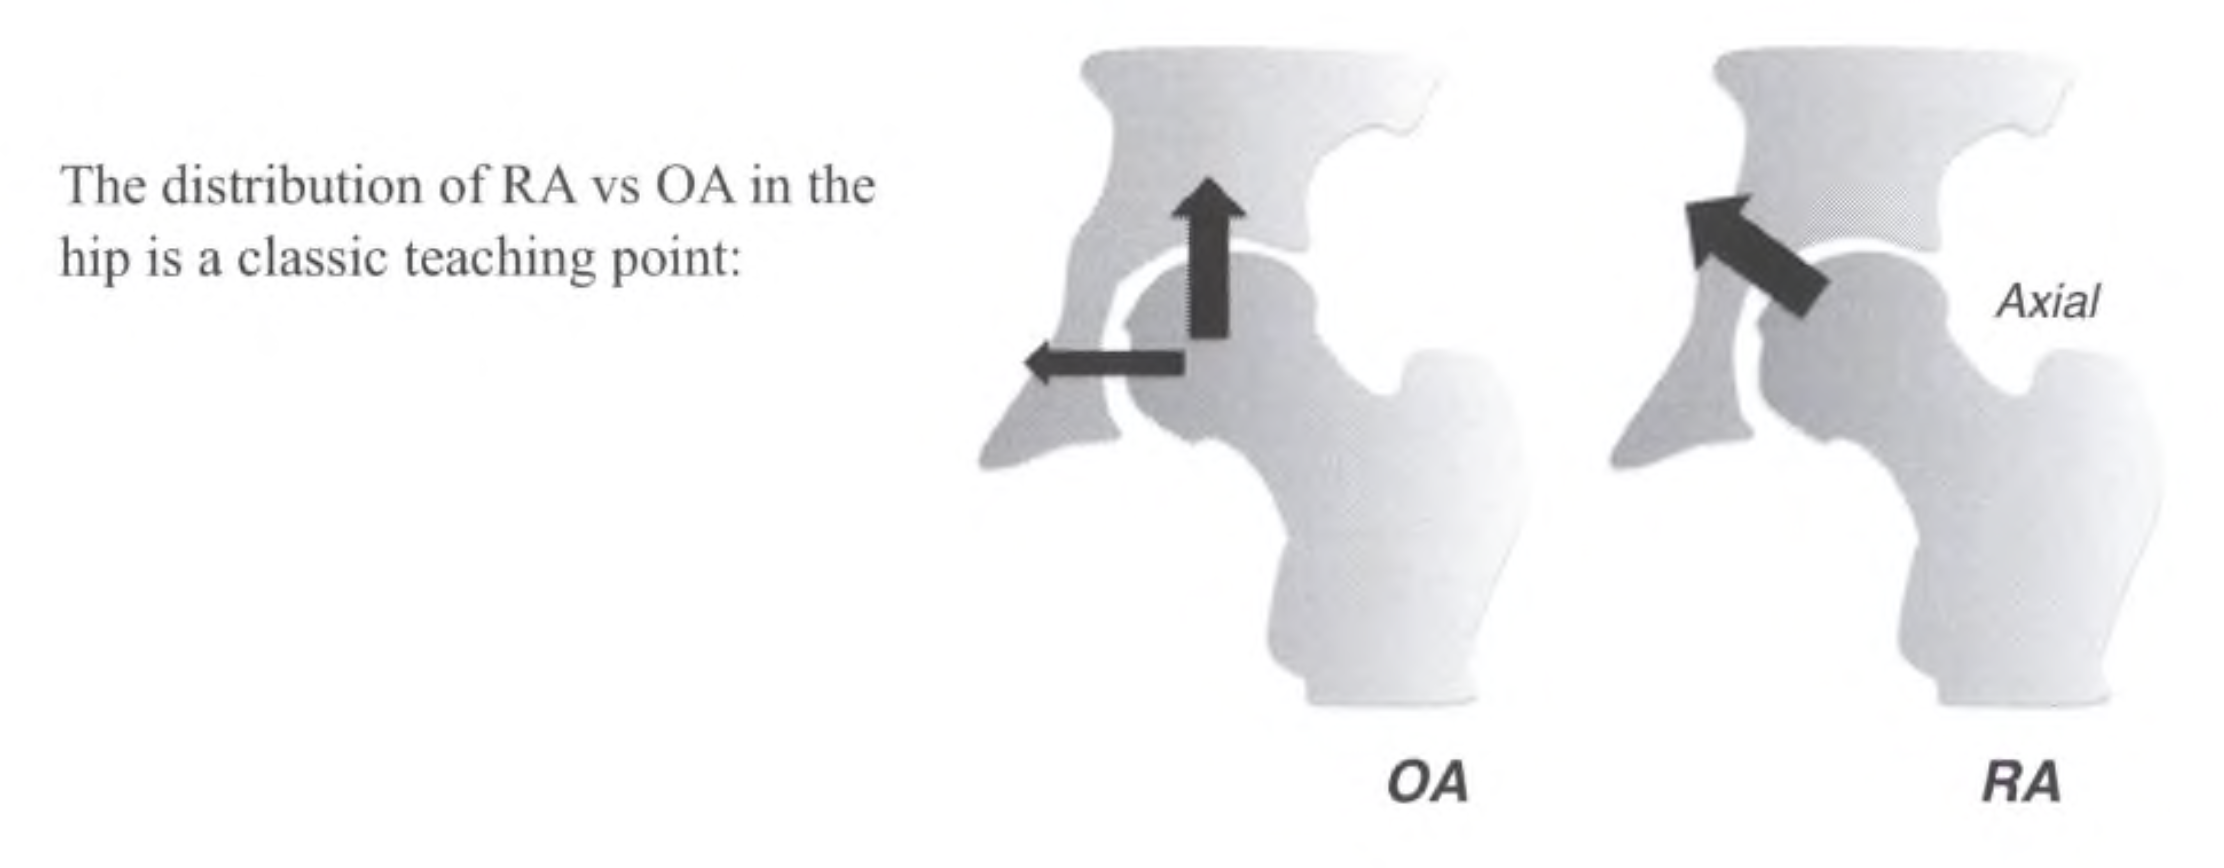 The distribution of RA vs OA in the
hip is a classic teaching point:
Axial
OA
RA